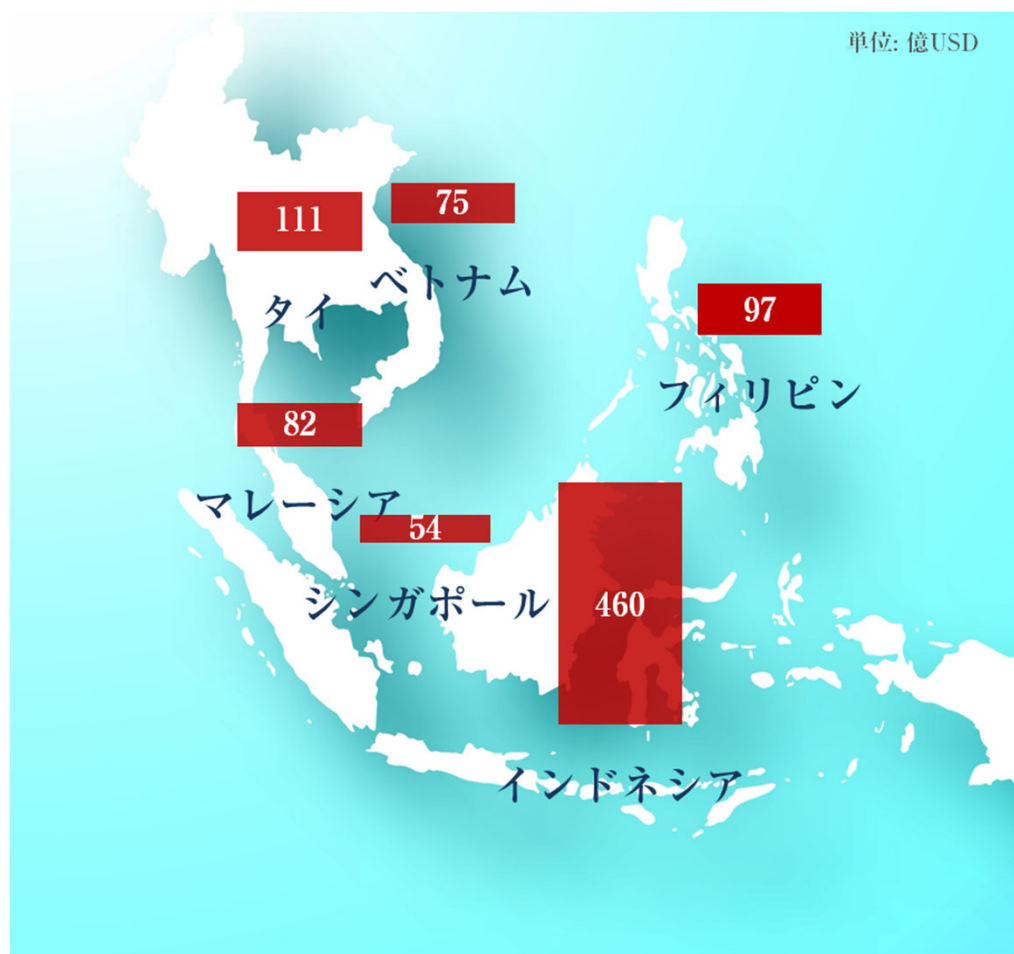 単位: 億USD
75
111
ベトナム
タイ
97
フィリピン
82
マレーシア
54
シンガポール
460
インドネシア